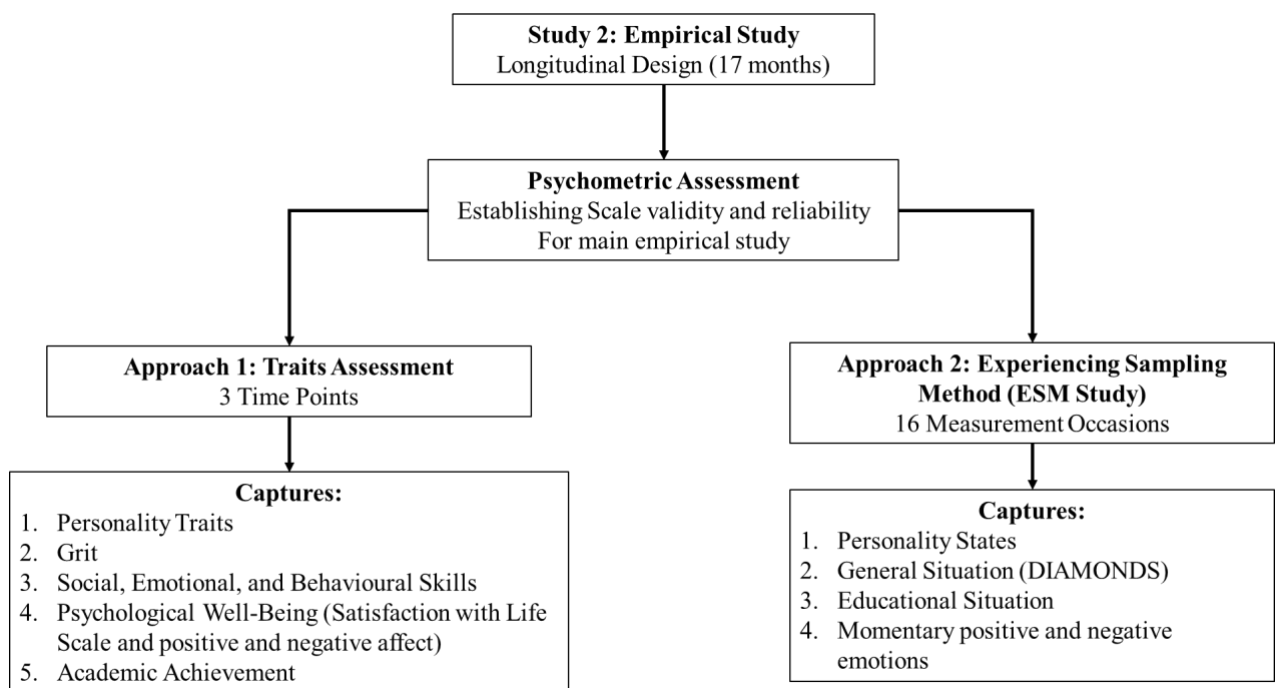 Study 2: Empirical Study
Longitudinal Design (17 months)
Psychometric Assessment
Establishing Scale validity and reliability
For main empirical study
Approach 1: Traits Assessment
3 Time Points
Approach 2: Experiencing Sampling
Method (ESM Study)
16 Measurement Occasions
Captures:
1. Personality Traits
2. Grit
3. Social, Emotional, and Behavioural Skills
4. Psychological Well-Being (Satisfaction with Life
Scale and positive and negative affect)
5. Academic Achievement
Captures:
1. Personality States
2. General Situation (DIAMONDS)
3. Educational Situation
4. Momentary positive and negative
emotions